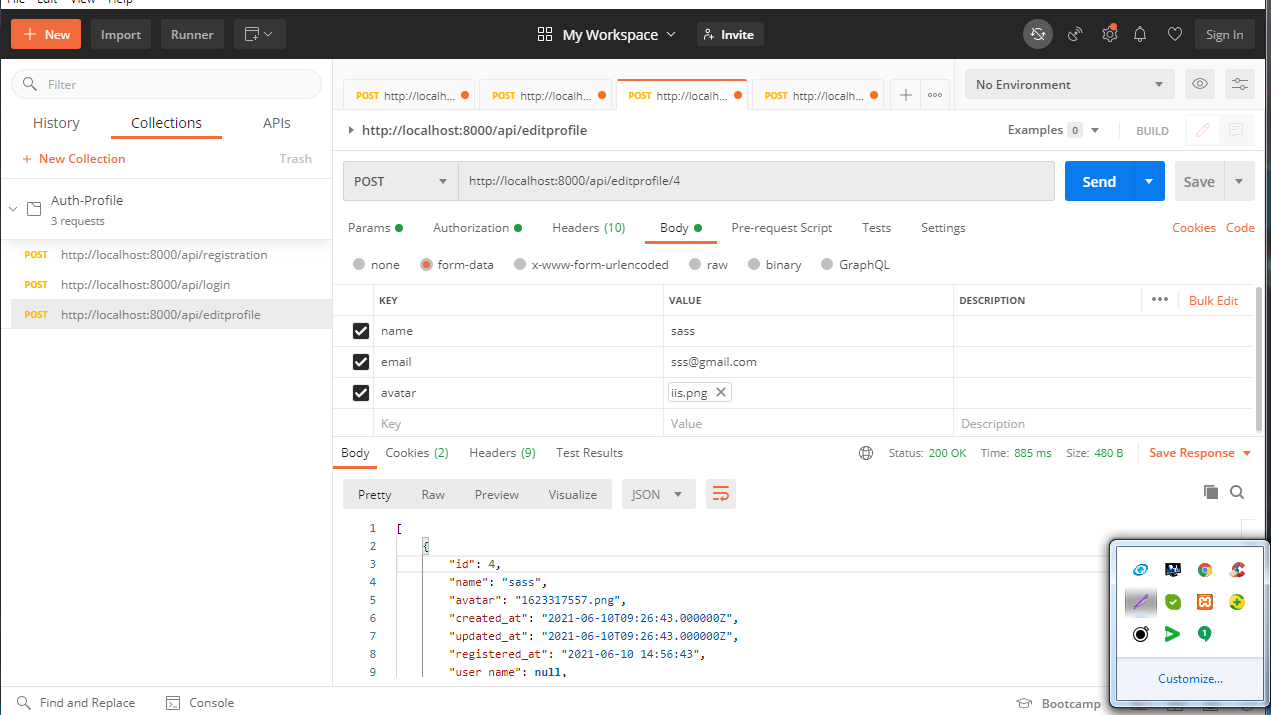 File Edit View Help
New Import Runner My Workspace Invite Sign In
Filter
History Collections APIs
New Collection Trash
Auth-Profile
3 requests
POST http://localhost:8000/api/registration
POST http://localhost:8000/api/login
POST http://localhost:8000/api/editprofile
POST http://localh... POST http://localh... POST http://localh... POST http://localh... No Environment
http://localhost:8000/api/editprofile Examples 0 BUILD
POST http://localhost:8000/api/editprofile/4 Send Save
Params Authorization Headers (10) Body Pre-request Script Tests Settings Cookies Code
none form-data x-www-form-urlencoded raw binary GraphQL
KEY VALUE DESCRIPTION Bulk Edit
name sass
email sss@gmail.com
avatar iis.png
Key Value Description
Body Cookies (2) Headers (9) Test Results Status: 200 OK Time: 885 ms Size: 480 B Save Response
Pretty Raw Preview Visualize JSON
1 [
2 {
3 "id": 4,
4 "name": "sass",
5 "avatar": "1623317557.png",
6 "created_at": "2021-06-10T09:26:43.000000Z",
7 "updated_at": "2021-06-10T09:26:43.000000Z",
8 "registered_at": "2021-06-10 14:56:43",
9 "user_name": null,
Customize...
Find and Replace Console Bootcamp